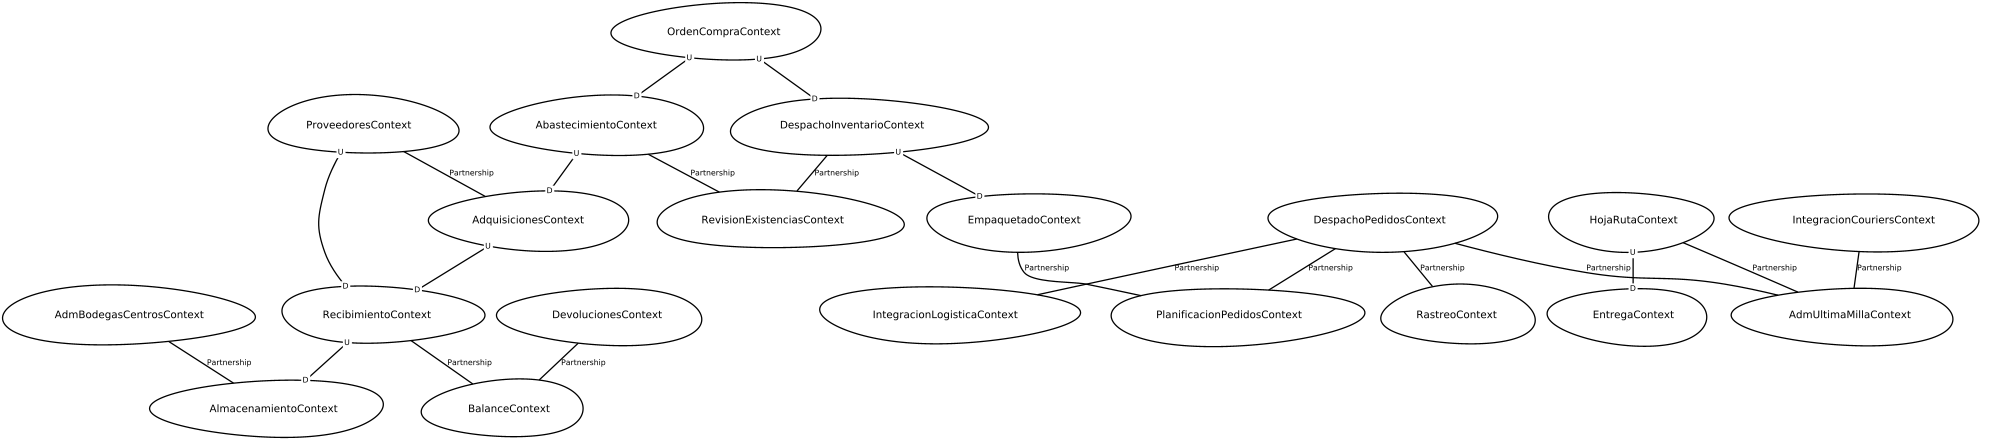 OrdenCompraContext
U
U
D
D
ProveedoresContext
AbastecimientoContext
DespachoInventarioContext
U
U
U
Partnership
Partnership
Partnership
D
D
AdquisicionesContext
RevisionExistenciasContext
EmpaquetadoContext
DespachoPedidosContext
HojaRutaContext
IntegracionCouriersContext
U
U
Partnership
Partnership
Partnership
Partnership
Partnership
Partnership
Partnership
D
D
D
AdmBodegasCentrosContext
RecibimientoContext
DevolucionesContext
IntegracionLogisticaContext
PlanificacionPedidosContext
RastreoContext
EntregaContext
AdmUltimaMillaContext
U
Partnership
Partnership
Partnership
D
AlmacenamientoContext
BalanceContext